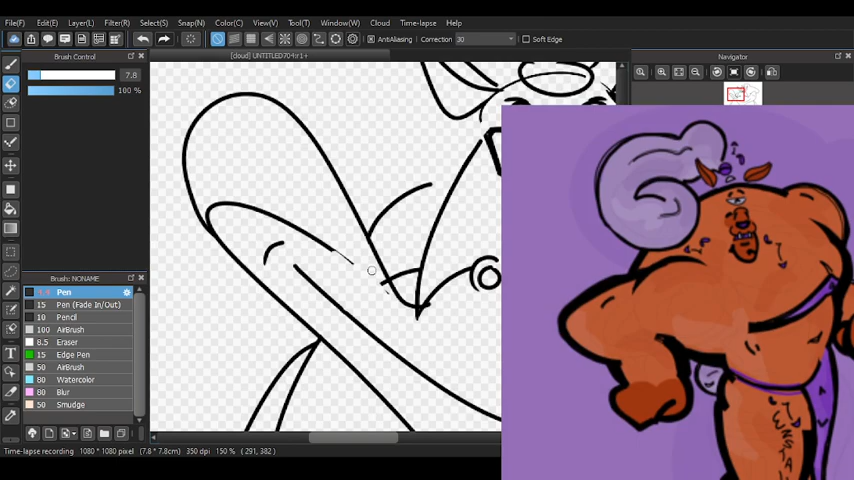 File(F) Edit(E) Layer(L) Filter(R) Select(S) Snap(N) Color(C) View(V) Tool(T) Window(W) Cloud Time-lapse Help
AntiAliasing Correction 30 Soft Edge
Brush Control
[cloud] UNTITLED704Ir1+
Navigator
7.8
100 %
Brush: NONAME
Pen
15 Pen (Fade In/Out)
10 Pencil
100 AirBrush
8.5 Eraser
15 Edge Pen
50 AirBrush
80 Watercolor
80 Blur
50 Smudge
Time-lapse recording 1080 * 1080 pixel (7.8 * 7.8cm) 350 dpi 150 % ( 291, 382 )